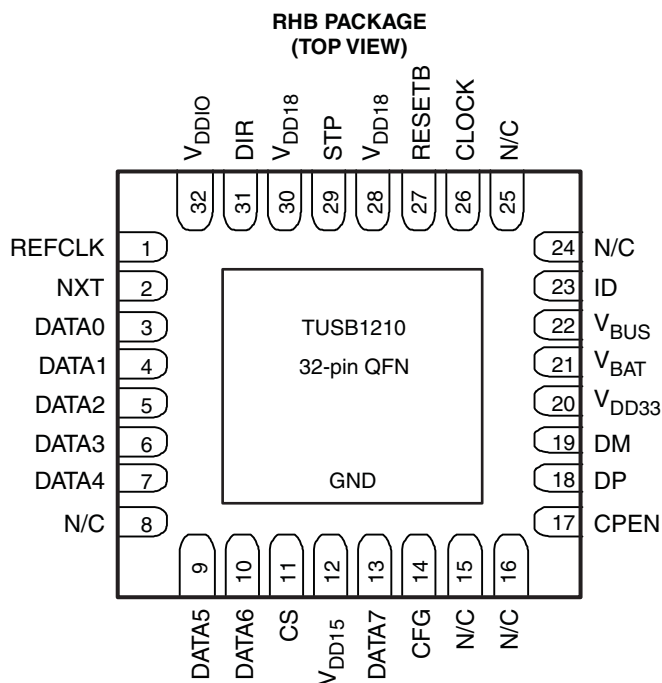 RHB PACKAGE
(TOP VIEW)
VDDIO
DIR
VDD18
STP
VDD18
RESETB
CLOCK
N/C
32
31
30
29
28
27
26
25
REFCLK 1
NXT 2
DATA0 3
DATA1 4
DATA2 5
DATA3 6
DATA4 7
N/C 8
TUSB1210
32-pin QFN
GND
24 N/C
23 ID
22 VBUS
21 VBAT
20 VDD33
19 DM
18 DP
17 CPEN
9
10
11
12
13
14
15
16
DATA5
DATA6
CS
VDD15
DATA7
CFG
N/C
N/C